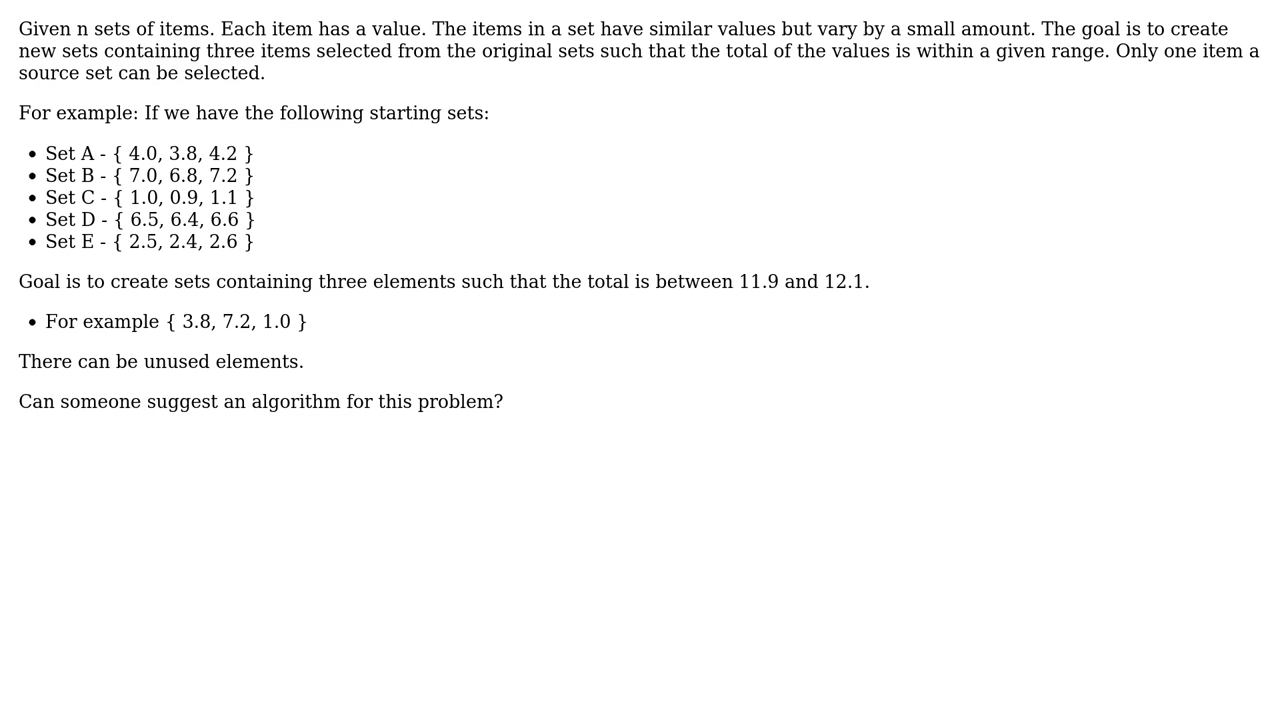 Given n sets of items. Each item has a value. The items in a set have similar values but vary by a small amount. The goal is to create
new sets containing three items selected from the original sets such that the total of the values is within a given range. Only one item a
source set can be selected.
For example: If we have the following starting sets:
• Set A - { 4.0, 3.8, 4.2 }
• Set B - { 7.0, 6.8, 7.2 }
• Set C - { 1.0, 0.9, 1.1 }
• Set D - { 6.5, 6.4, 6.6 }
• Set E - { 2.5, 2.4, 2.6 }
Goal is to create sets containing three elements such that the total is between 11.9 and 12.1.
• For example { 3.8, 7.2, 1.0 }
There can be unused elements.
Can someone suggest an algorithm for this problem?